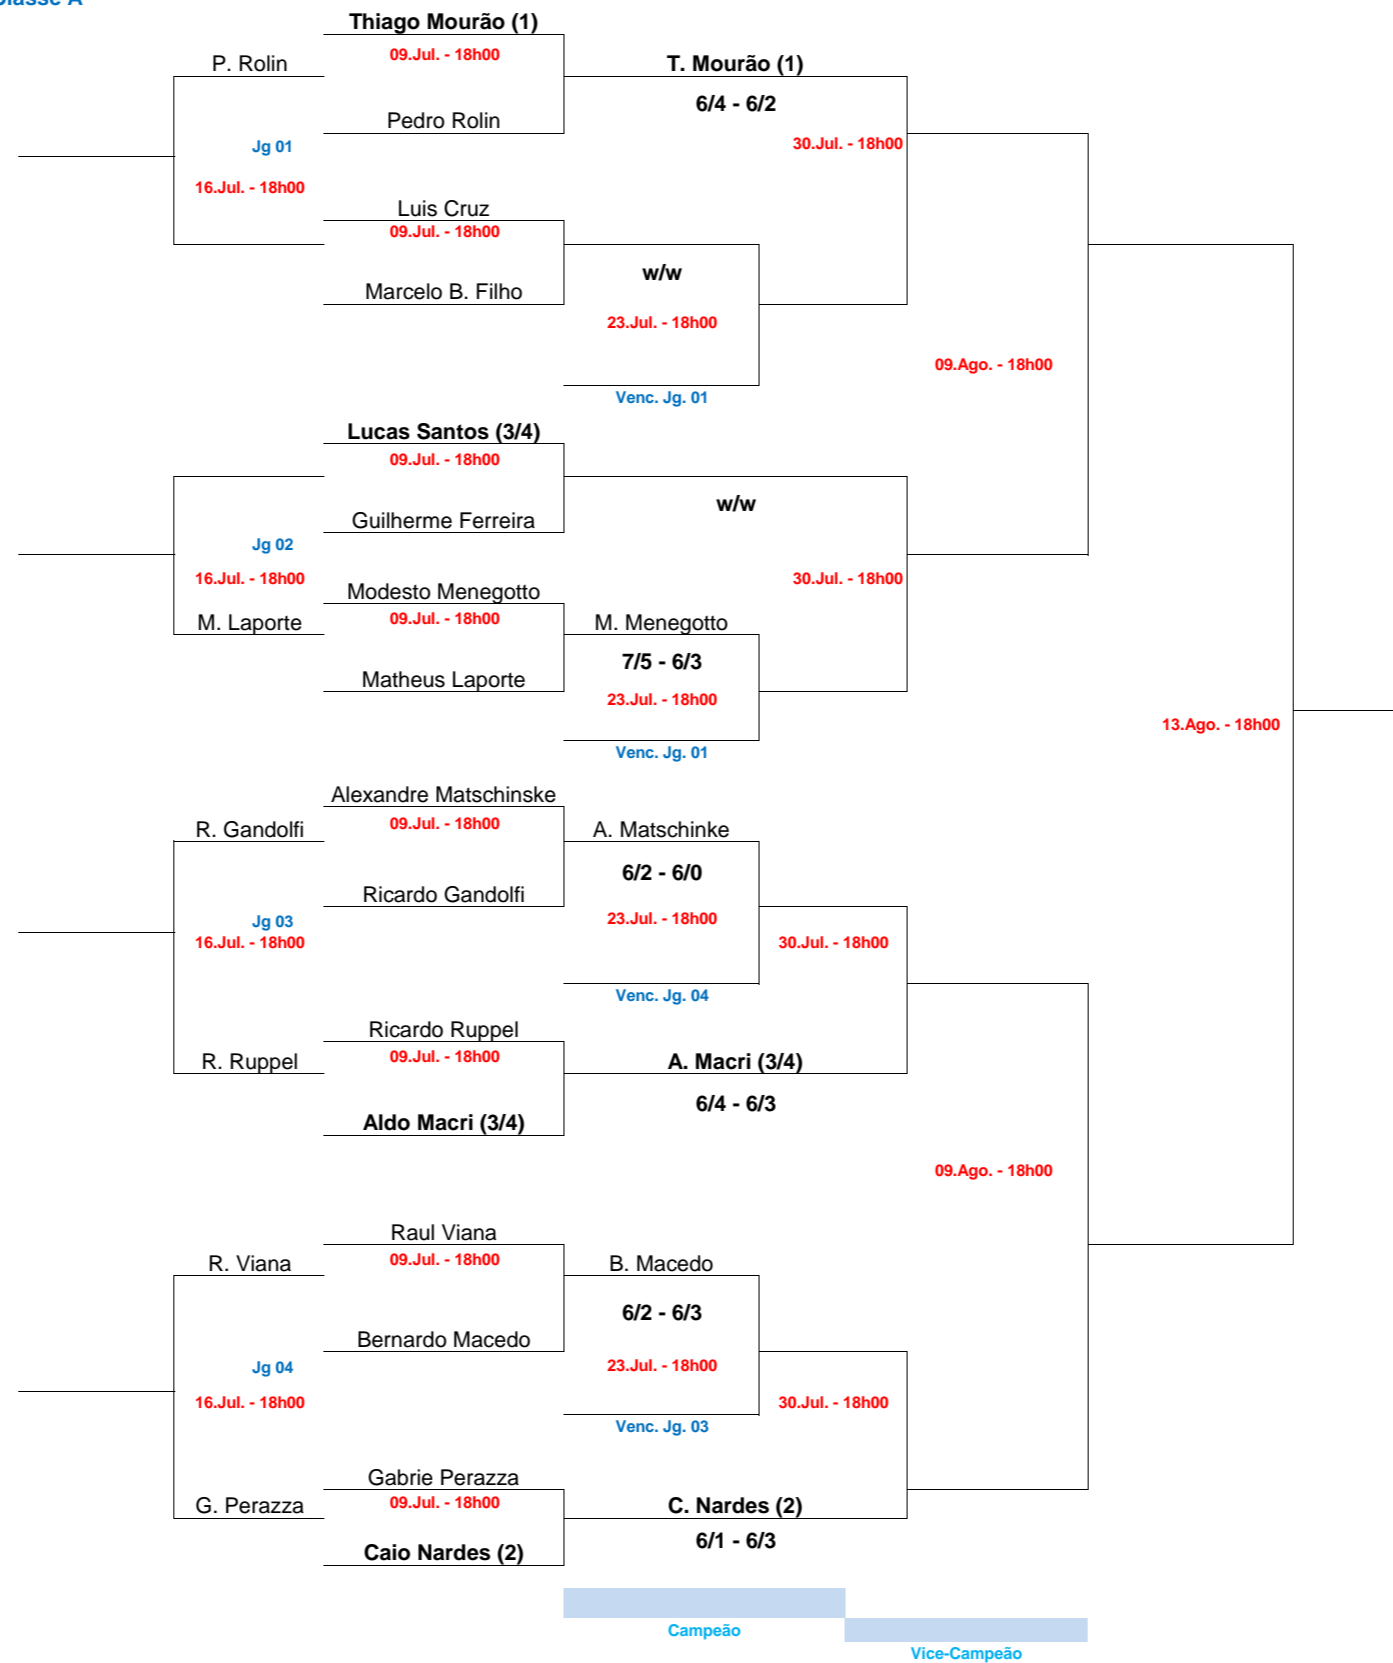 Classe A
Thiago Mourão (1)
09.Jul. - 18h00
P. Rolin
T. Mourão (1)
6/4 - 6/2
Pedro Rolin
Jg 01
30.Jul. - 18h00
16.Jul. - 18h00
Luis Cruz
09.Jul. - 18h00
w/w
Marcelo B. Filho
23.Jul. - 18h00
09.Ago. - 18h00
Venc. Jg. 01
Lucas Santos (3/4)
09.Jul. - 18h00
w/w
Guilherme Ferreira
Jg 02
16.Jul. - 18h00
30.Jul. - 18h00
Modesto Menegotto
09.Jul. - 18h00
M. Laporte
M. Menegotto
7/5 - 6/3
Matheus Laporte
23.Jul. - 18h00
13.Ago. - 18h00
Venc. Jg. 01
Alexandre Matschinske
09.Jul. - 18h00
R. Gandolfi
A. Matschinke
6/2 - 6/0
Ricardo Gandolfi
Jg 03
23.Jul. - 18h00
16.Jul. - 18h00
30.Jul. - 18h00
Venc. Jg. 04
Ricardo Ruppel
09.Jul. - 18h00
R. Ruppel
A. Macri (3/4)
6/4 - 6/3
Aldo Macri (3/4)
09.Ago. - 18h00
Raul Viana
09.Jul. - 18h00
R. Viana
B. Macedo
6/2 - 6/3
Bernardo Macedo
Jg 04
23.Jul. - 18h00
16.Jul. - 18h00
30.Jul. - 18h00
Venc. Jg. 03
Gabrie Perazza
09.Jul. - 18h00
G. Perazza
C. Nardes (2)
6/1 - 6/3
Caio Nardes (2)
Campeão
Vice-Campeão